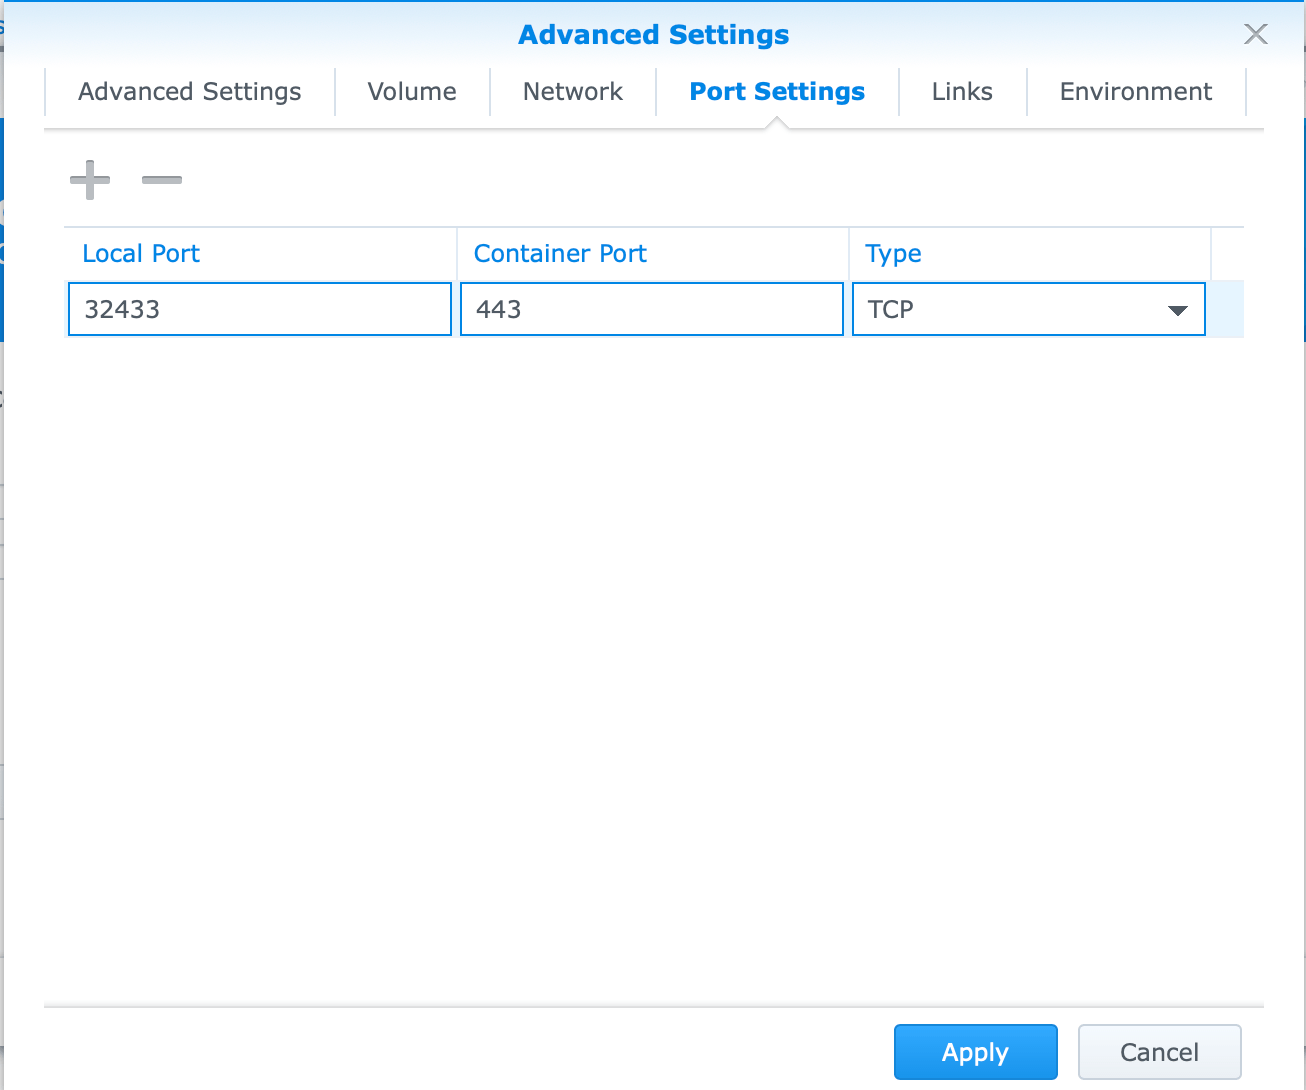 Advanced Settings
Advanced Settings Volume Network Port Settings Links Environment
Local Port Container Port Type
32433 443 TCP
Apply Cancel